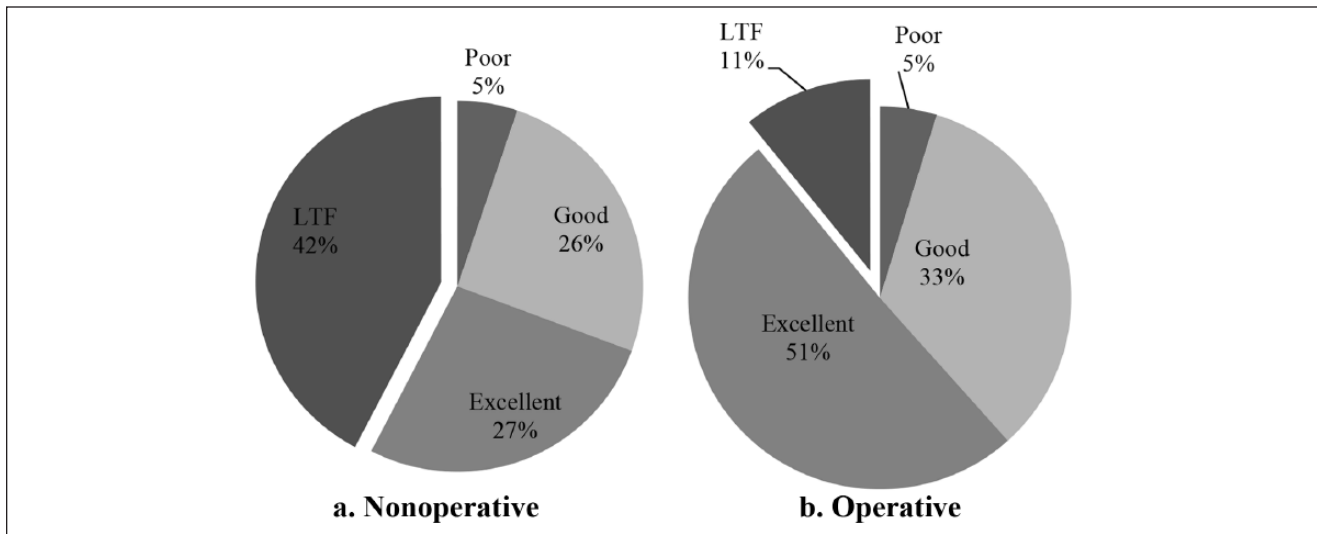 Poor
5%
Good
26%
Excellent
27%
LTF
42%
a. Nonoperative
LTF
11%
Poor
5%
Good
33%
Excellent
51%
b. Operative